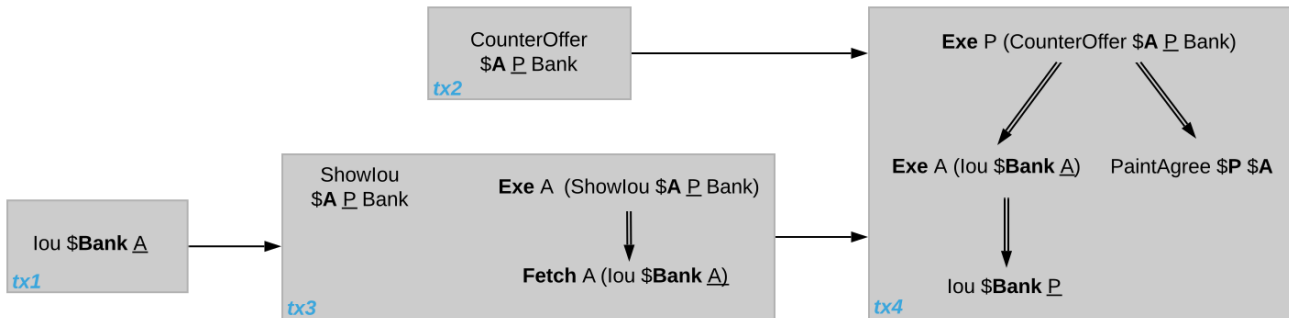 CounterOffer
$A P Bank
tx2
Exe P (CounterOffer $A P Bank)
Exe A (Iou $Bank A)
PaintAgree $P $A
Iou $Bank P
tx4
ShowIou
$A P Bank
Exe A (ShowIou $A P Bank)
Fetch A (Iou $Bank A)
tx3
Iou $Bank A
tx1